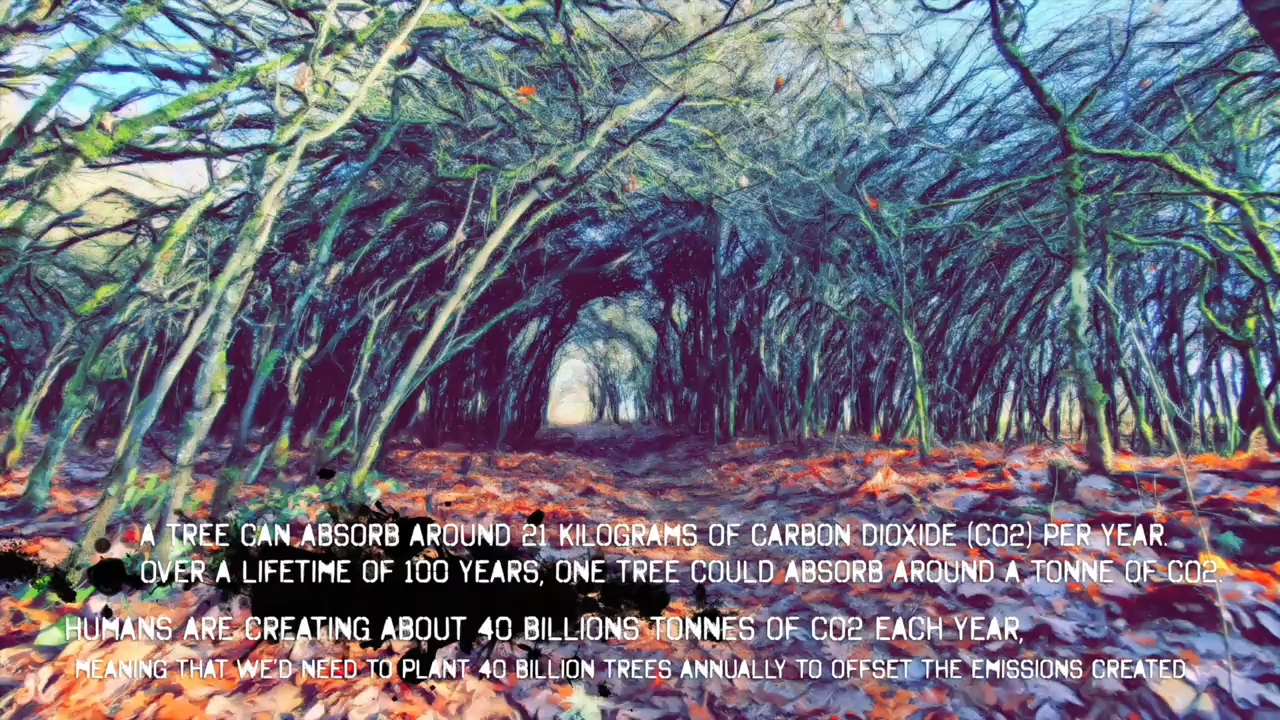 A TREE CAN ABSORB AROUND 21 KILOGRAMS OF CARBON DIOXIDE (CO2) PER YEAR.
OVER A LIFETIME OF 100 YEARS, ONE TREE COULD ABSORB AROUND A TONNE OF CO2.
HUMANS ARE CREATING ABOUT 40 BILLIONS TONNES OF CO2 EACH YEAR,
MEANING THAT WE'D NEED TO PLANT 40 BILLION TREES ANNUALLY TO OFFSET THE EMISSIONS CREATED